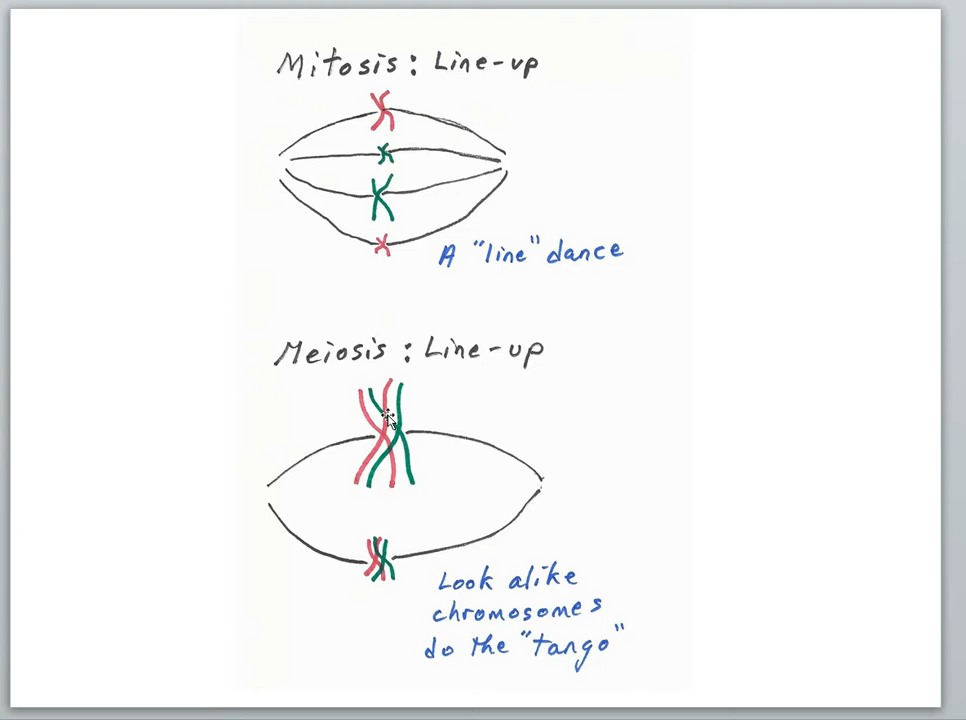 Mitosis: Line-up
A "line" dance
Meiosis: Line-up
Look alike
chromosomes
do the "tango"